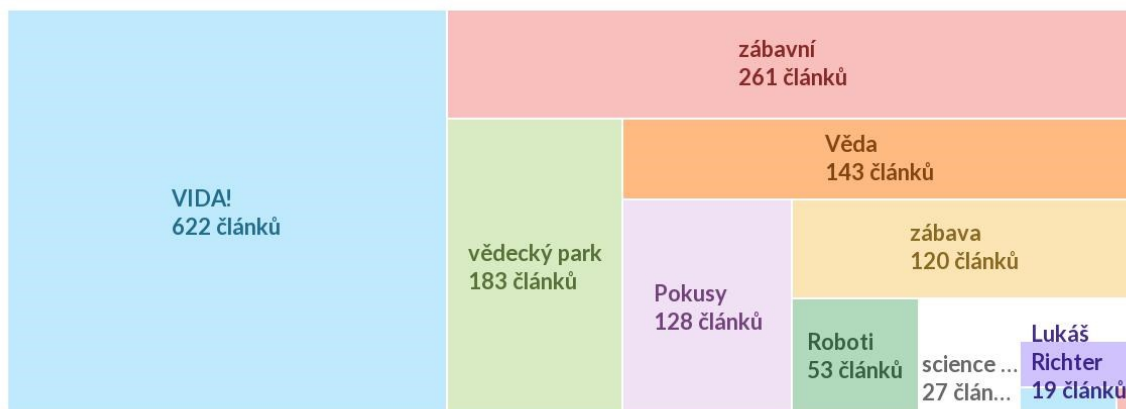 zábavní
261 článků
Věda
143 článků
VIDA!
622 článků
vědecký park
183 článků
zábava
120 článků
Pokusy
128 článků
Roboti
53 článků
science ...
27 člán...
Lukáš
Richter
19 článků